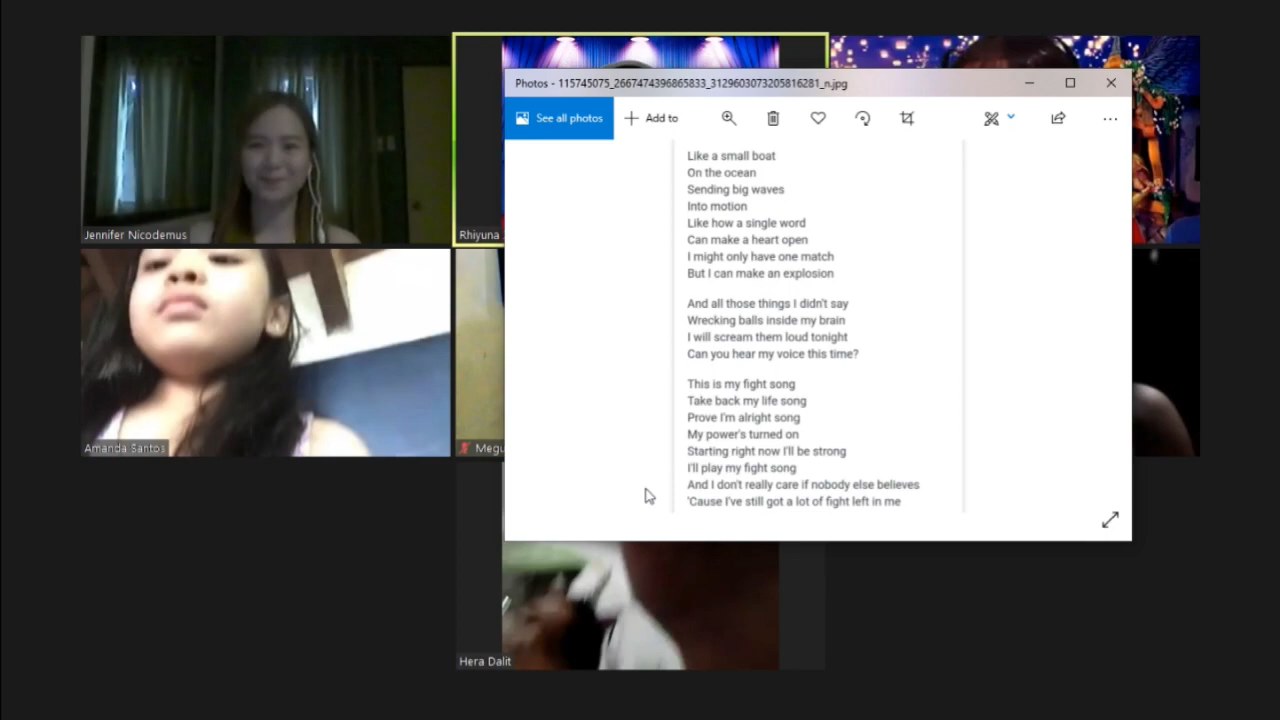 Photos - 115745075_2667474396865833_3129603073205816281_n.jpg
See all photos
Add to
Like a small boat
On the ocean
Sending big waves
Into motion
Like how a single word
Can make a heart open
I might only have one match
But I can make an explosion
And all those things I didn't say
Wrecking balls inside my brain
I will scream them loud tonight
Can you hear my voice this time?
This is my fight song
Take back my life song
Prove I'm alright song
My power's turned on
Starting right now I'll be strong
I'll play my fight song
And I don't really care if nobody else believes
'Cause I've still got a lot of fight left in me
Jennifer Nicodemus
Rhiyuna
Amanda Santos
Megu
Hera Dalit